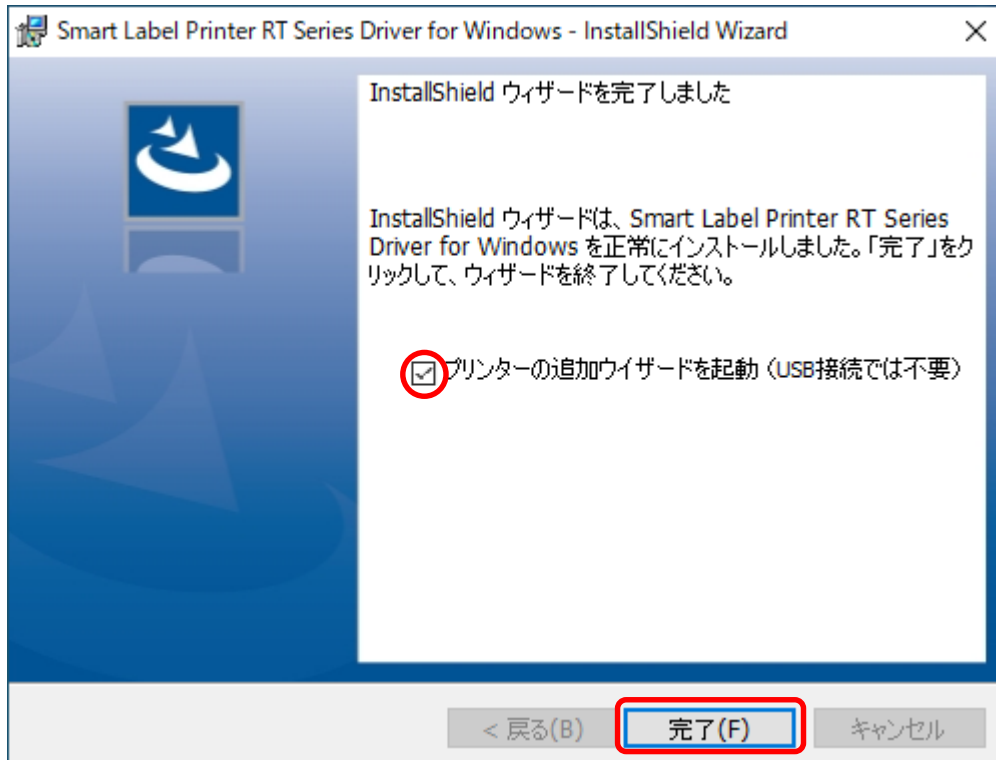 Smart Label Printer RT Series Driver for Windows - InstallShield Wizard
InstallShield ウィザードを完了しました
InstallShield ウィザードは、Smart Label Printer RT Series
Driver for Windows を正常にインストールしました。「完了」をク
リックして、ウィザードを終了してください。
プリンターの追加ウイザードを起動（USB接続では不要）
< 戻る(B)
完了(F)
キャンセル